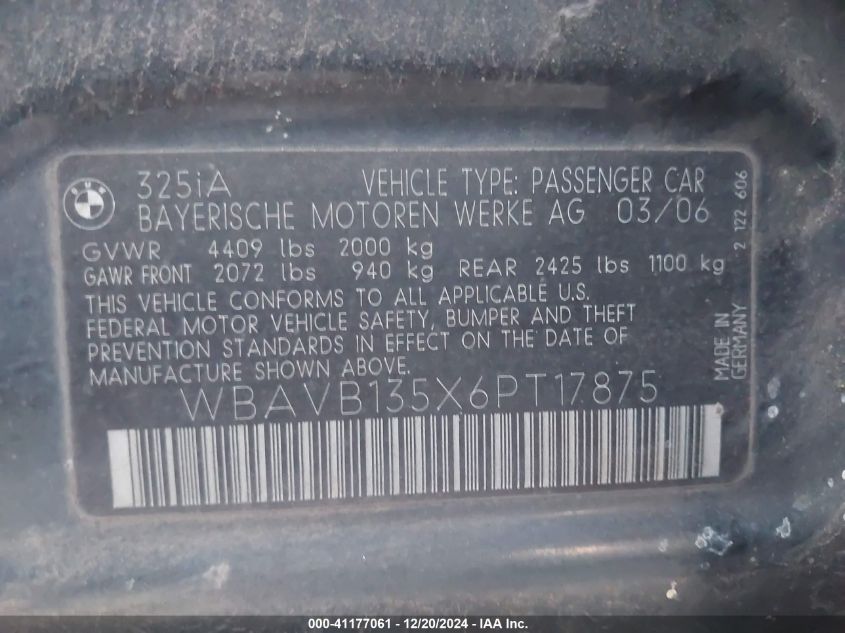 BMW
325iA VEHICLE TYPE: PASSENGER CAR
BAYERISCHE MOTOREN WERKE AG 03/06
GVWR 4409 lbs 2000 kg
GAWR FRONT 2072 lbs 940 kg REAR 2425 lbs 1100 kg
THIS VEHICLE CONFORMS TO ALL APPLICABLE U.S.
FEDERAL MOTOR VEHICLE SAFETY, BUMPER AND THEFT
PREVENTION STANDARDS IN EFFECT ON THE DATE OF
MANUFACTURE SHOWN ABOVE.
WBAVB135X6PT17875
MADE IN
GERMANY
2 122 606
000-41177061 - 12/20/2024 - IAA Inc.